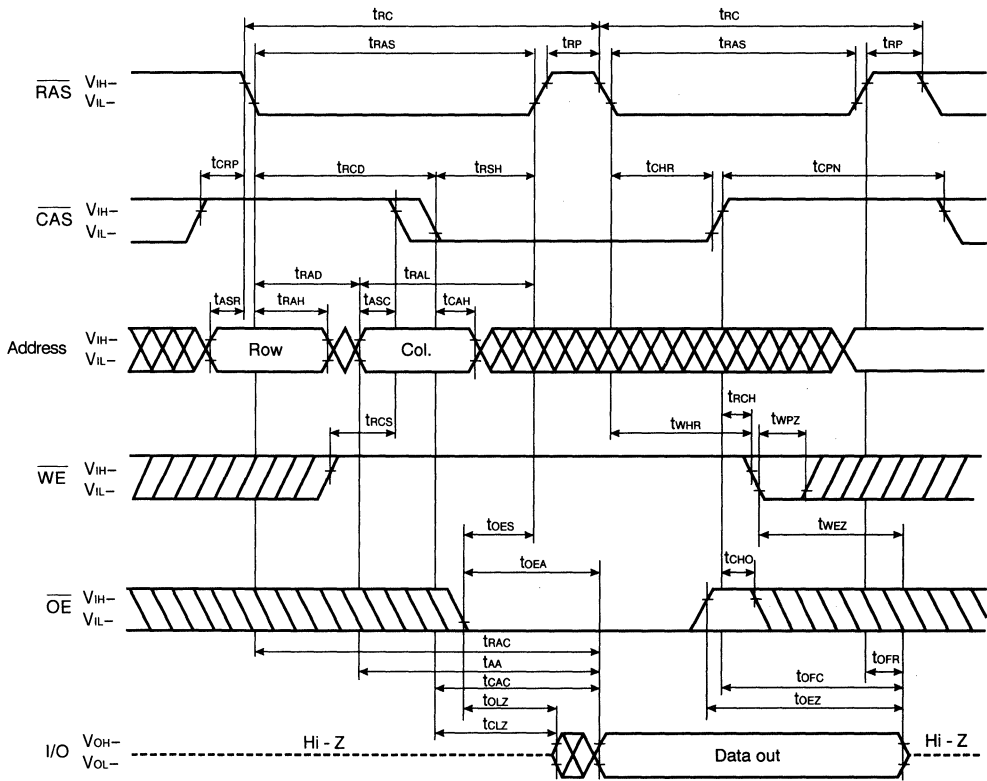 tRC tRC
tRAS tRP tRAS tRP
RAS VIH–
VIL–
tCRP tRCD tRSH tCHR tCPN
CAS VIH–
VIL–
tRAD tRAL
tASR tRAH tASC tCAH
Address VIH–
VIL–
Row Col.
tRCS tWHR tRCH tWPZ
WE VIH–
VIL–
tOES tWEZ
tOEA tCHO
OE VIH–
VIL–
tRAC
tAA tOFR
tCAC tOFC
tOLZ tOEZ
tCLZ
I/O VOH–
VOL–
Hi - Z Data out Hi - Z